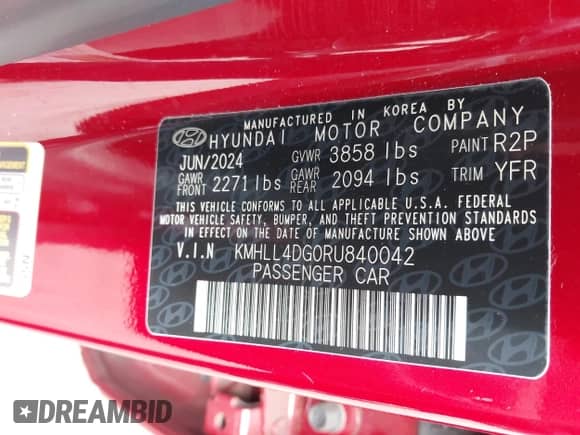 MANUFACTURED IN KOREA BY
HYUNDAI MOTOR COMPANY
JUN/2024 GVWR 3858 lbs PAINT R2P
GAWR FRONT 2271 lbs GAWR REAR 2094 lbs TRIM YFR
THIS VEHICLE CONFORMS TO ALL APPLICABLE U.S.A. FEDERAL
MOTOR VEHICLE SAFETY, BUMPER, AND THEFT PREVENTION STANDARDS
IN EFFECT ON THE DATE OF MANUFACTURE SHOWN ABOVE
V.I.N KMHLL4DG0RU840042
PASSENGER CAR
DREAMBID